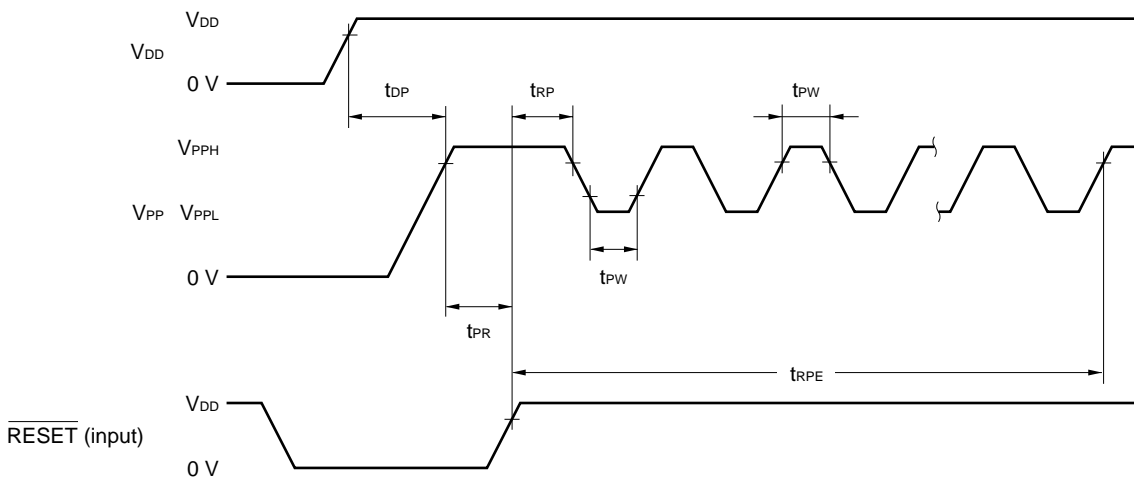 VDD
VDD
0 V
tDP
tRP
tPW
VPPH
VPP VPPL
tPW
0 V
tPR
tRPE
VDD
RESET (input)
0 V